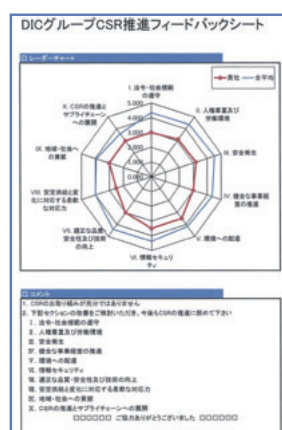 DICグループCSR推進フィードバックシート
□ レーダーチャート
貴社 全平均
I. 法令・社会規範の
遵守
X. CSRの推進と
サプライチェーン
への展開
II. 人権尊重及び
労働環境
IX. 地域・社会へ
の貢献
III. 安全衛生
VIII. 安定供給と変
化に対応する柔軟
な対応力
IV. 健全な事業経
営の推進
VII. 適正な品質・
安全性及び技術
の向上
V. 環境への配慮
VI. 情報セキュリ
ティ
5.000
4.000
3.000
2.000
1.000
0.000
□ コメント
1. CSRのお取り組みが充分ではありません
2. 下記セクションの改善をご検討いただき、今後もCSRの推進に努めて下さい
I. 法令・社会規範の遵守
II. 人権尊重及び労働環境
III. 安全衛生
IV. 健全な事業経営の推進
V. 環境への配慮
VI. 情報セキュリティ
VII. 適正な品質・安全性及び技術の向上
VIII. 安定供給と変化に対応する柔軟な対応力
IX. 地域・社会への貢献
X. CSRの推進とサプライチェーンへの展開
□□□□□□ ご協力ありがとうございました □□□□□□